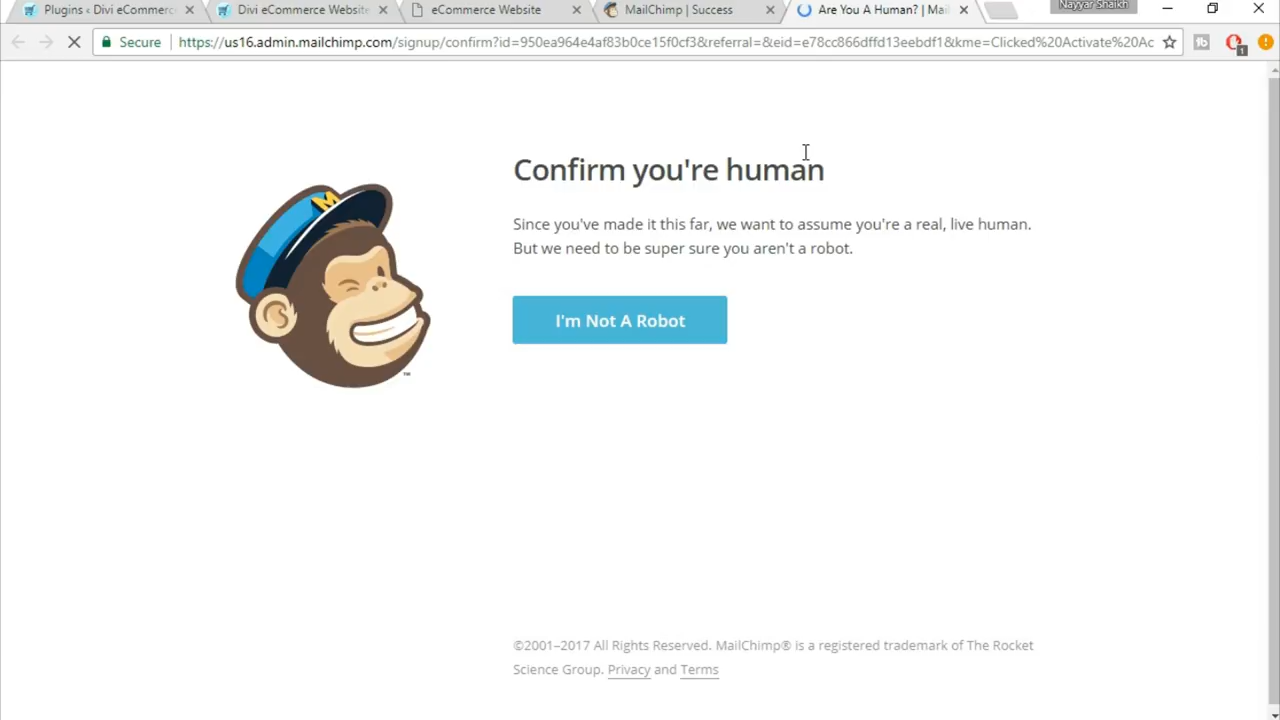 Plugins ‹ Divi eCommerc
Divi eCommerce Website
eCommerce Website
MailChimp | Success
Are You A Human? | Mai
Nayyar Shaikh
Secure
https://us16.admin.mailchimp.com/signup/confirm?id=950ea964e4af83b0ce15f0cf3&referral=&eid=e78cc866dffd13eebdf1&kme=Clicked%20Activate%20Ac
1
M
Confirm you're human
Since you've made it this far, we want to assume you're a real, live human.
But we need to be super sure you aren't a robot.
I'm Not A Robot
™
©2001–2017 All Rights Reserved. MailChimp® is a registered trademark of The Rocket
Science Group. Privacy and Terms